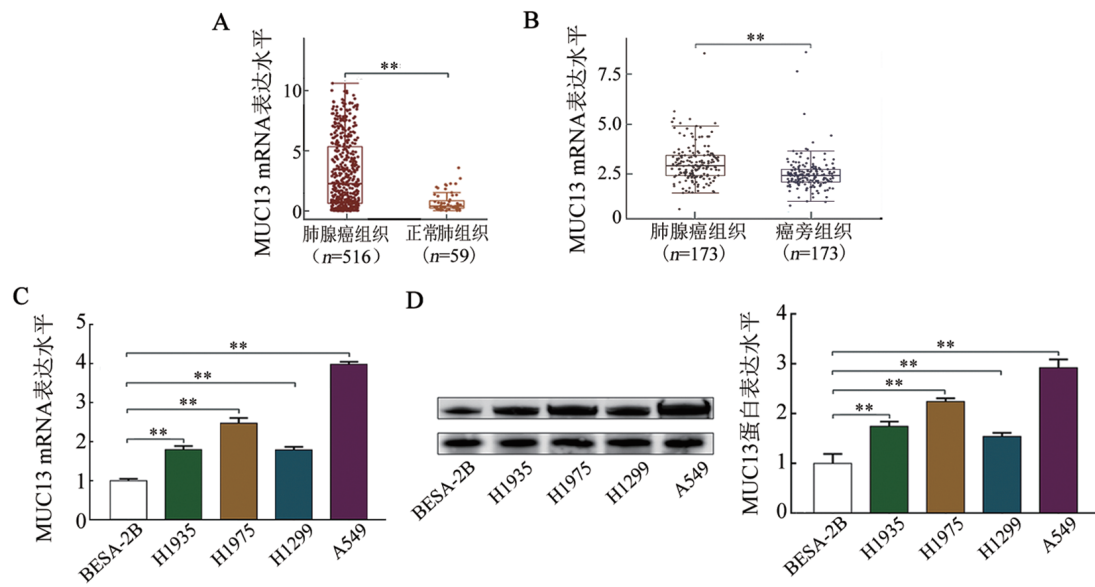 A
MUC13 mRNA表达水平
10
5
0
**
肺腺癌组织
（n=516）
正常肺组织
（n=59）
B
MUC13 mRNA表达水平
7.5
5.0
2.5
0
**
肺腺癌组织
（n=173）
癌旁组织
（n=173）
C
MUC13 mRNA表达水平
5
4
3
2
1
0
**
**
**
**
BESA-2B
H1935
H1975
H1299
A549
D
BESA-2B
H1935
H1975
H1299
A549
MUC13蛋白表达水平
4
3
2
1
0
**
**
**
**
BESA-2B
H1935
H1975
H1299
A549